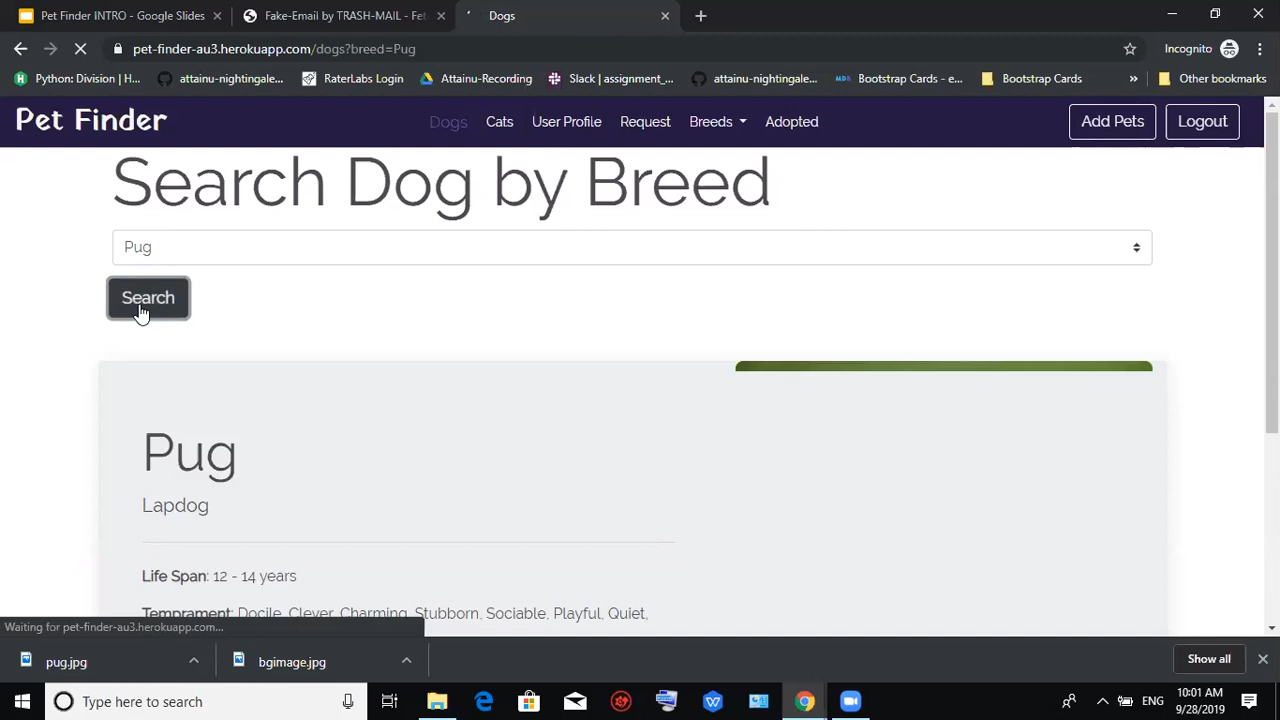 Pet Finder INTRO - Google Slides
Fake-Email by TRASH-MAIL - Fet
Dogs
pet-finder-au3.herokuapp.com/dogs?breed=Pug
Incognito
Python: Division | H...
attainu-nightingale...
RaterLabs Login
Attainu-Recording
Slack | assignment_...
attainu-nightingale...
MDB
Bootstrap Cards - e...
Bootstrap Cards
Other bookmarks
Pet Finder
Dogs
Cats
User Profile
Request
Breeds
Adopted
Add Pets
Logout
Search Dog by Breed
Pug
Search
Pug
Lapdog
Life Span: 12 - 14 years
Temprament: Docile, Clever, Charming, Stubborn, Sociable, Playful, Quiet,
Waiting for pet-finder-au3.herokuapp.com...
pug.jpg
bgimage.jpg
Show all
Type here to search
ENG
10:01 AM
9/28/2019